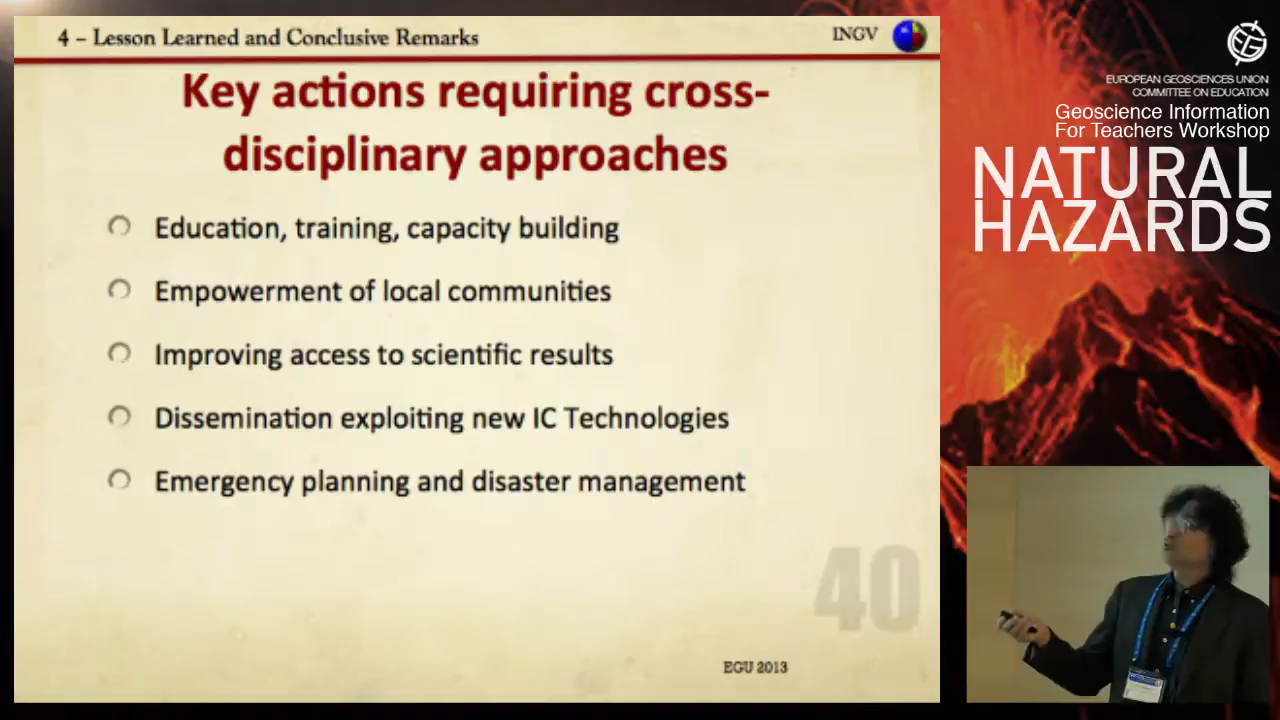 4 – Lesson Learned and Conclusive Remarks
INGV
Key actions requiring cross-
disciplinary approaches
Education, training, capacity building
Empowerment of local communities
Improving access to scientific results
Dissemination exploiting new IC Technologies
Emergency planning and disaster management
40
EGU 2013
EUROPEAN GEOSCIENCES UNION
COMMITTEE ON EDUCATION
Geoscience Information
For Teachers Workshop
NATURAL
HAZARDS